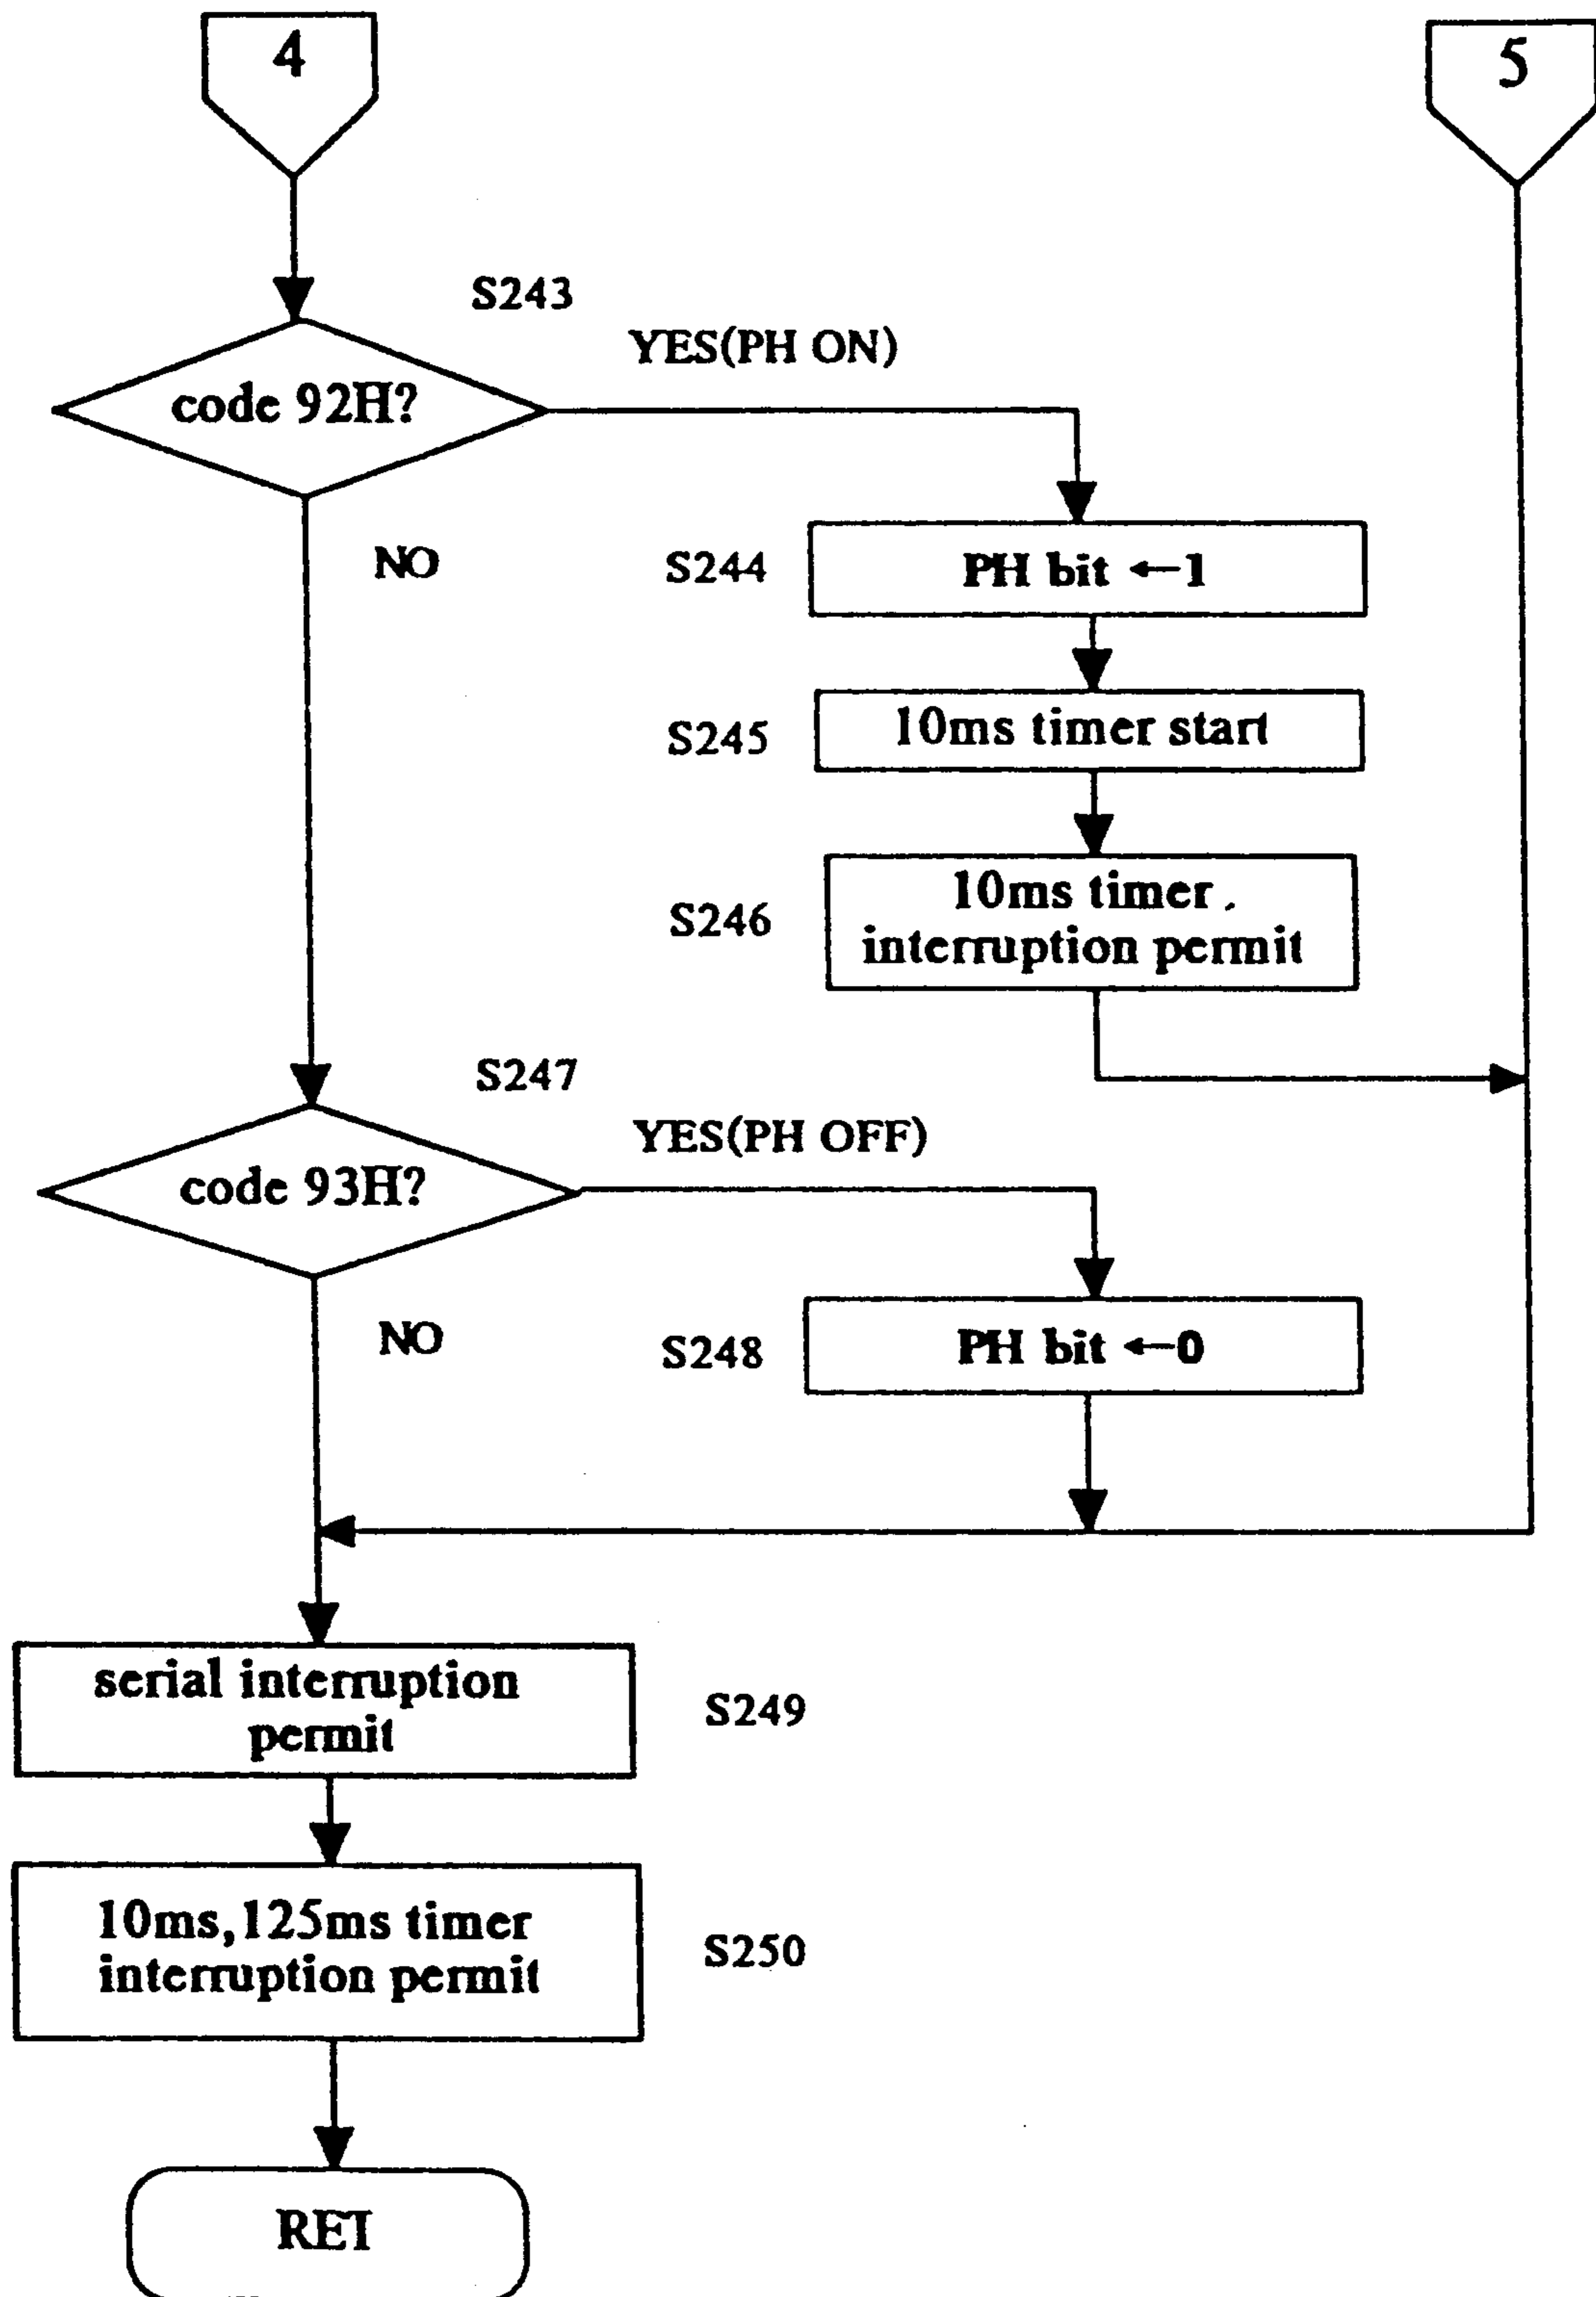 4
5
S243
YES(PH ON)
code 92H?
NO
S244
PH bit ←1
S245
10ms timer start
S246
10ms timer
interruption permit
S247
YES(PH OFF)
code 93H?
NO
S248
PH bit ←0
serial interruption
permit
S249
10ms,125ms timer
interruption permit
S250
RET